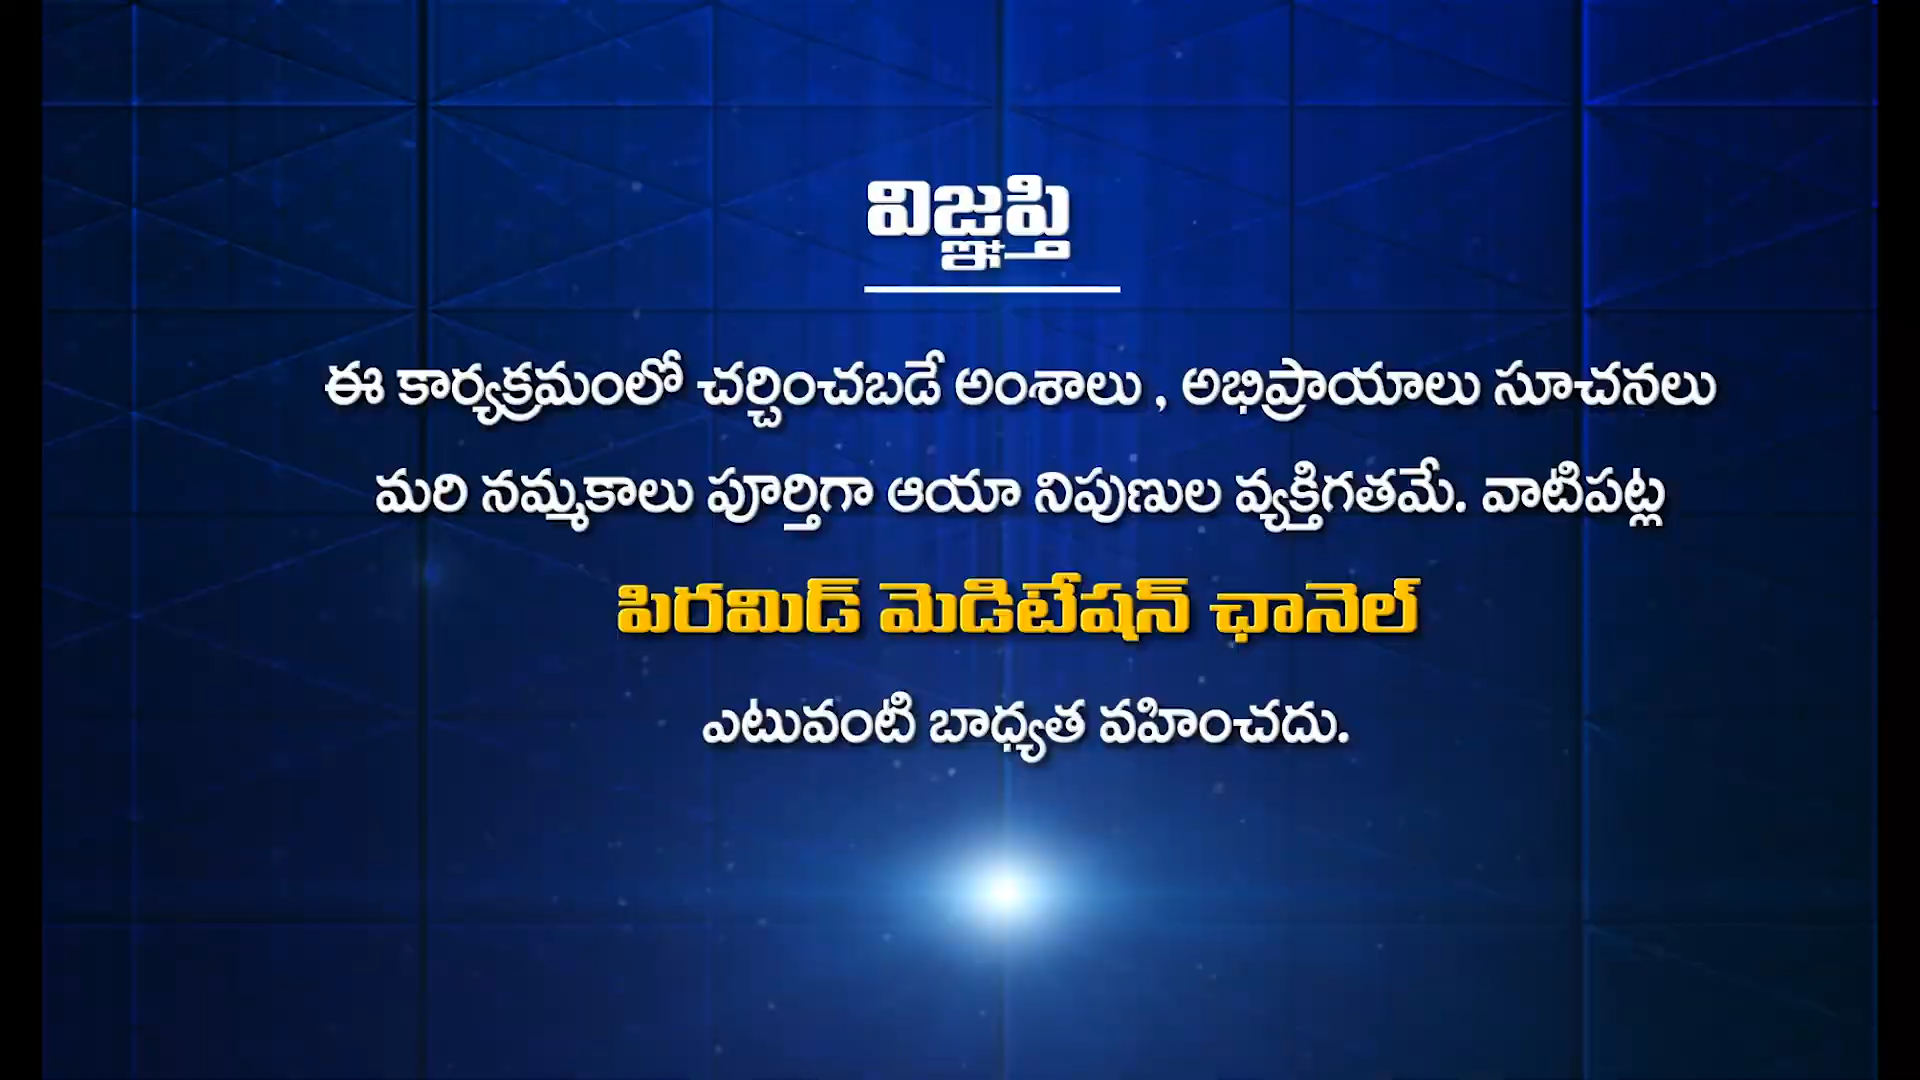 విజ్ఞప్తి
ఈ కార్యక్రమంలో చర్చించబడే అంశాలు , అభిప్రాయాలు సూచనలు
మరి నమ్మకాలు పూర్తిగా ఆయా నిపుణుల వ్యక్తిగతమే. వాటిపట్ల
పిరమిడ్ మెడిటేషన్ ఛానెల్
ఎటువంటి బాధ్యత వహించదు.